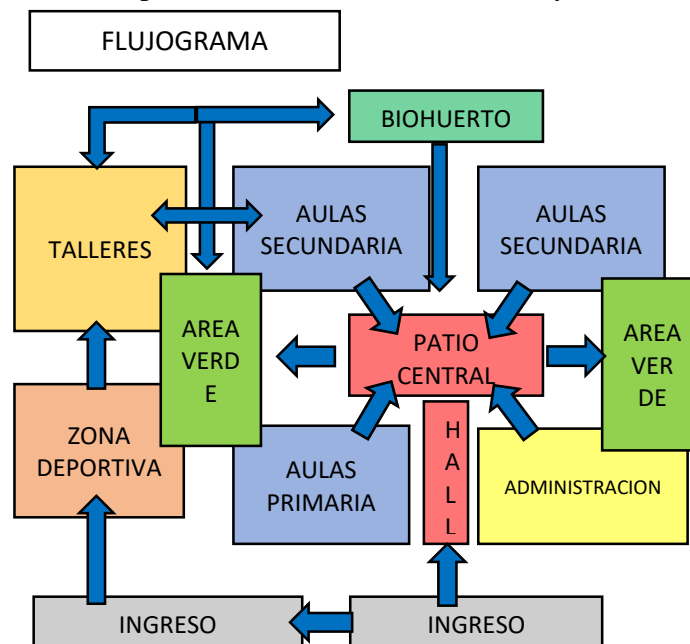 FLUJOGRAMA
BIOHUERTO
TALLERES
AULAS
SECUNDARIA
AULAS
SECUNDARIA
AREA
VERD
E
PATIO
CENTRAL
AREA
VER
DE
ZONA
DEPORTIVA
AULAS
PRIMARIA
H
A
L
L
ADMINISTRACION
INGRESO
INGRESO